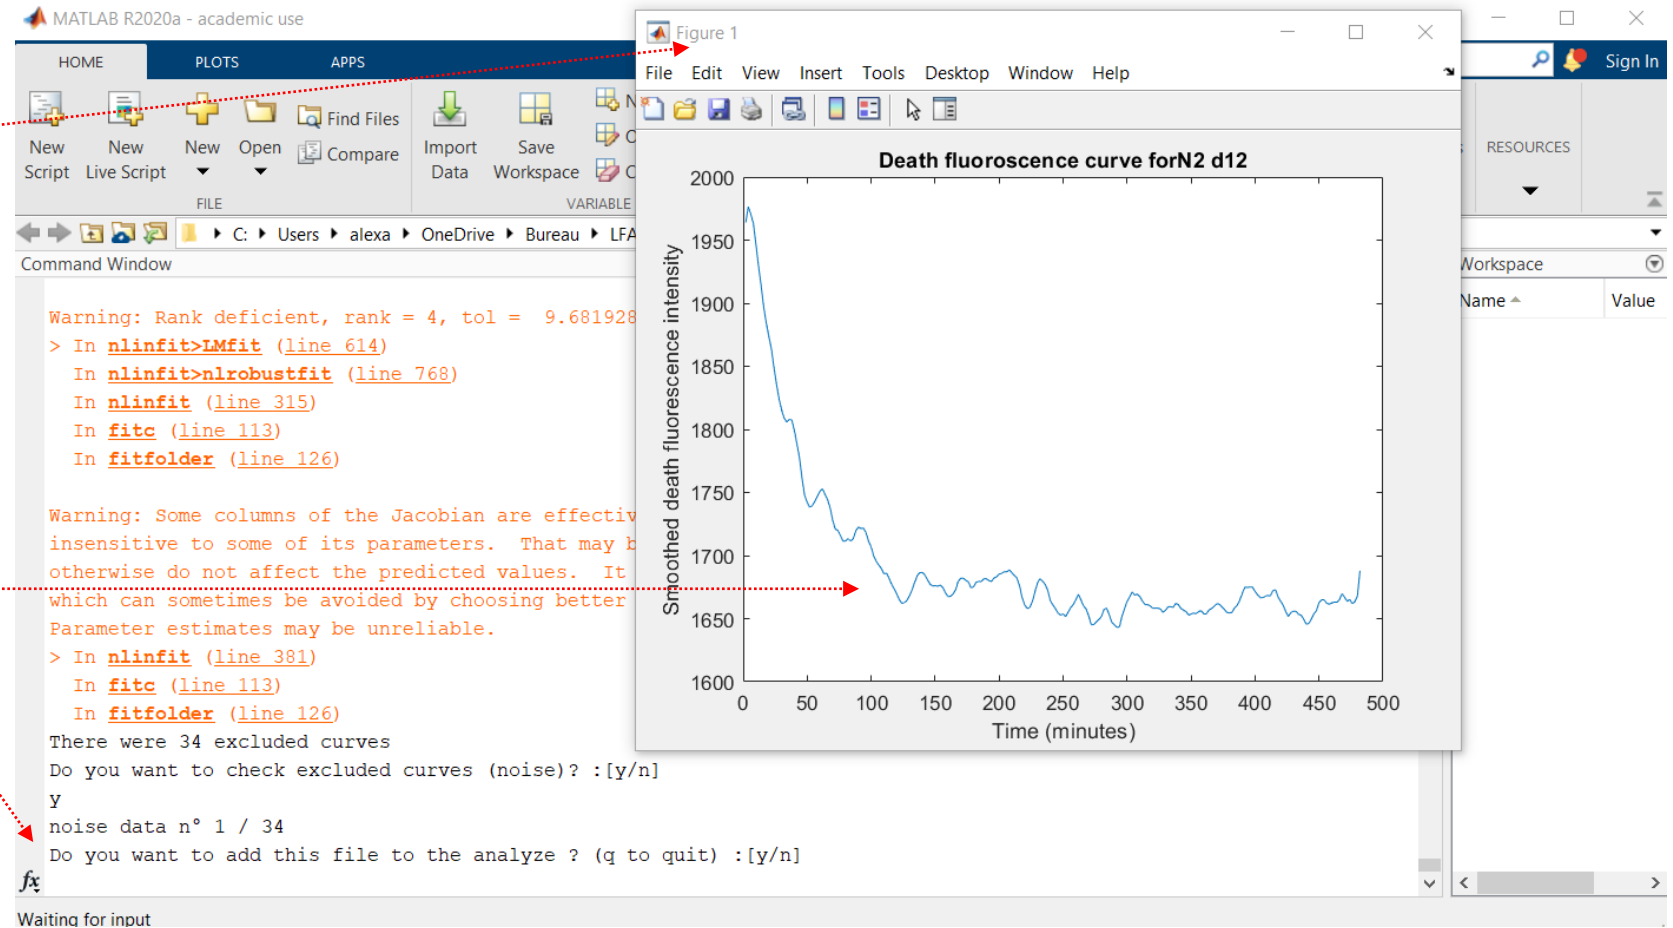 MATLAB R2020a - academic use
HOME PLOTS APPS
Sign In
New Script
New Live Script
New
Open
Find Files
Compare
Import Data
Save Workspace
FILE
VARIABLE
RESOURCES
C: Users alexa OneDrive Bureau LFA
Command Window
Warning: Rank deficient, rank = 4, tol = 9.681928
> In nlinfit>LMfit (line 614)
In nlinfit>nlrobustfit (line 768)
In nlinfit (line 315)
In fitc (line 113)
In fitfolder (line 126)
Warning: Some columns of the Jacobian are effectiv
insensitive to some of its parameters. That may b
otherwise do not affect the predicted values. It
which can sometimes be avoided by choosing better
Parameter estimates may be unreliable.
> In nlinfit (line 381)
In fitc (line 113)
In fitfolder (line 126)
There were 34 excluded curves
Do you want to check excluded curves (noise)? :[y/n]
y
noise data n° 1 / 34
Do you want to add this file to the analyze ? (q to quit) :[y/n]
fx
Waiting for input
Figure 1
File Edit View Insert Tools Desktop Window Help
Death fluoroscence curve forN2 d12
Smoothed death fluorescence intensity
2000
1950
1900
1850
1800
1750
1700
1650
1600
0 50 100 150 200 250 300 350 400 450 500
Time (minutes)
Workspace
Name Value